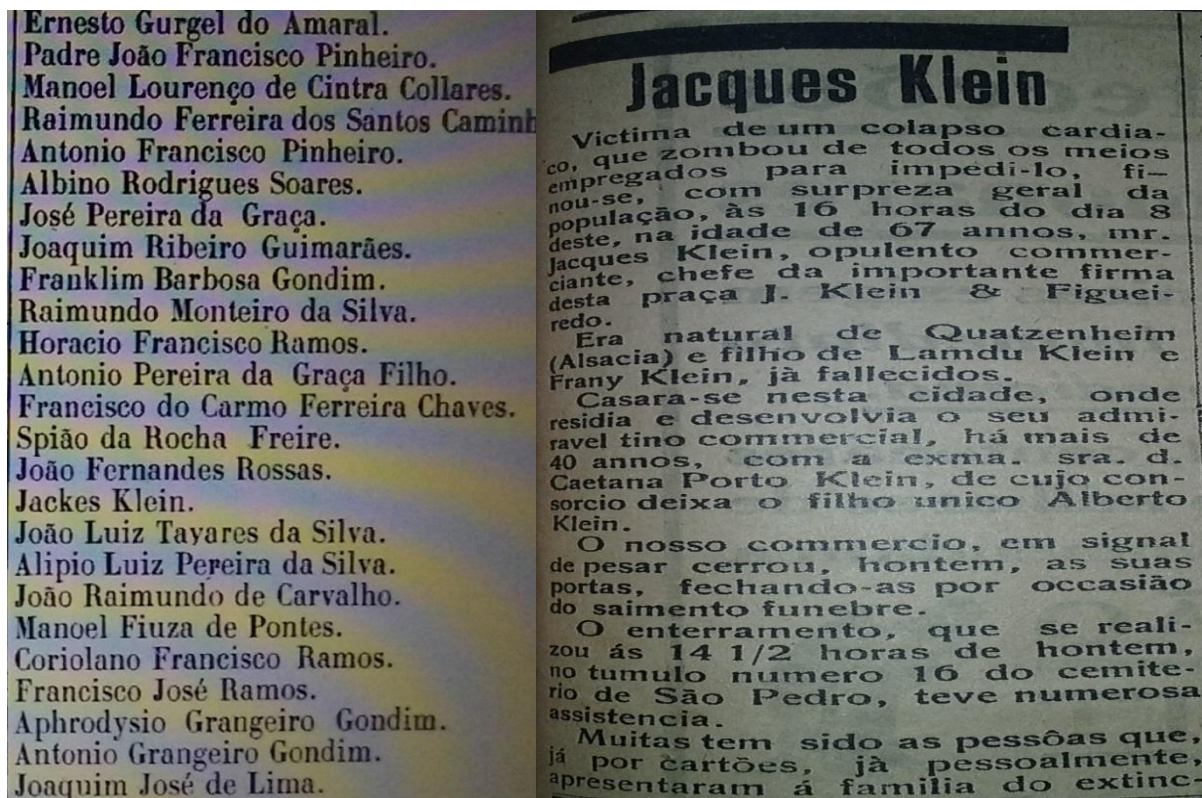 Ernesto Gurgel do Amaral.
Padre João Francisco Pinheiro.
Manoel Lourenço de Cintra Collares.
Raimundo Ferreira dos Santos Caminh
Antonio Francisco Pinheiro.
Albino Rodrigues Soares.
José Pereira da Graça.
Joaquim Ribeiro Guimarães.
Franklim Barbosa Gondim.
Raimundo Monteiro da Silva.
Horacio Francisco Ramos.
Antonio Pereira da Graça Filho.
Francisco do Carmo Ferreira Chaves.
Spião da Rocha Freire.
João Fernandes Rossas.
Jackes Klein.
João Luiz Tavares da Silva.
Alipio Luiz Pereira da Silva.
João Raimundo de Carvalho.
Manoel Fiuza de Pontes.
Coriolano Francisco Ramos.
Francisco José Ramos.
Aphrodysio Grangeiro Gondim.
Antonio Grangeiro Gondim.
Joaquim José de Lima.
Jacques Klein
Victima de um colapso cardia-
co, que zombou de todos os meios
empregados para impedi-lo, fi-
nou-se, com surpreza geral da
população, às 16 horas do dia 8
deste, na idade de 67 annos, mr.
Jacques Klein, opulento commer-
ciante, chefe da importante firma
desta praça J. Klein & Figuei-
redo.
Era natural de Quatzenheim
(Alsacia) e filho de Lamdu Klein e
Frany Klein, jà fallecidos.
Casara-se nesta cidade, onde
residia e desenvolvia o seu admi-
ravel tino commercial, há mais de
40 annos, com a exma. sra. d.
Caetana Porto Klein, de cujo con-
sorcio deixa o filho unico Alberto
Klein.
O nosso commercio, em signal
de pesar cerrou, hontem, as suas
portas, fechando-as por occasião
do saimento funebre.
O enterramento, que se reali-
zou ás 14 1/2 horas de hontem,
no tumulo numero 16 do cemite-
rio de São Pedro, teve numerosa
assistencia.
Muitas tem sido as pessôas que,
já por cartões, jà pessoalmente,
apresentaram á familia do extinc-